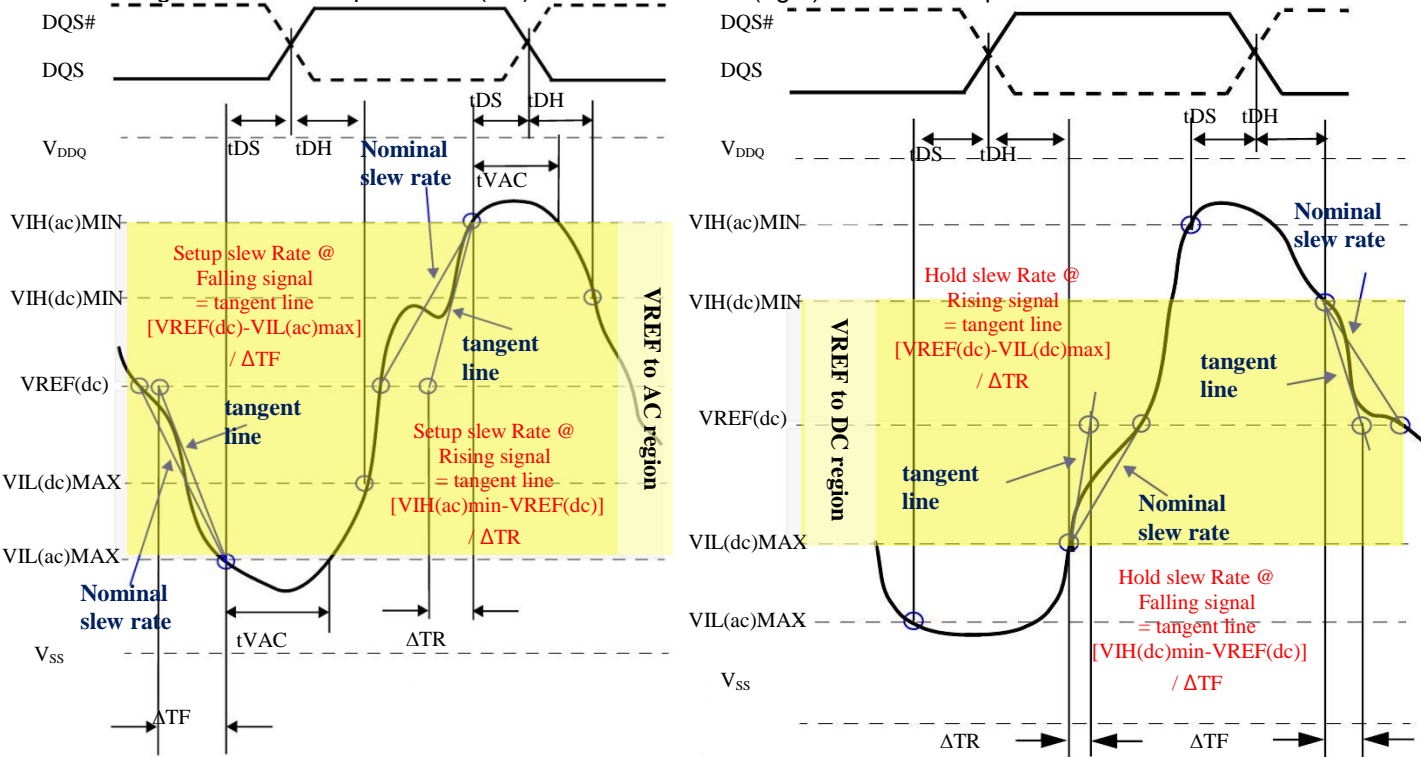 DQS#
DQS
tDS
tDH
VDDQ
tDS
tDH
Nominal
slew rate
tVAC
VIH(ac)MIN
Setup slew Rate @
Falling signal
= tangent line
[VREF(dc)-VIL(ac)max]
/ ΔTF
VIH(dc)MIN
tangent
line
VREF(dc)
tangent
line
Setup slew Rate @
Rising signal
= tangent line
[VIH(ac)min-VREF(dc)]
/ ΔTR
VREF to AC region
VIL(dc)MAX
VIL(ac)MAX
Nominal
slew rate
tVAC
ΔTR
VSS
ΔTF
DQS#
DQS
tDS
tDH
VDDQ
tDS
tDH
VIH(ac)MIN
Nominal
slew rate
Hold slew Rate @
Rising signal
= tangent line
[VREF(dc)-VIL(dc)max]
/ ΔTR
VIH(dc)MIN
VREF to DC region
tangent
line
VREF(dc)
tangent
line
Nominal
slew rate
VIL(dc)MAX
Hold slew Rate @
Falling signal
= tangent line
[VIH(dc)min-VREF(dc)]
/ ΔTF
VIL(ac)MAX
VSS
ΔTR
ΔTF